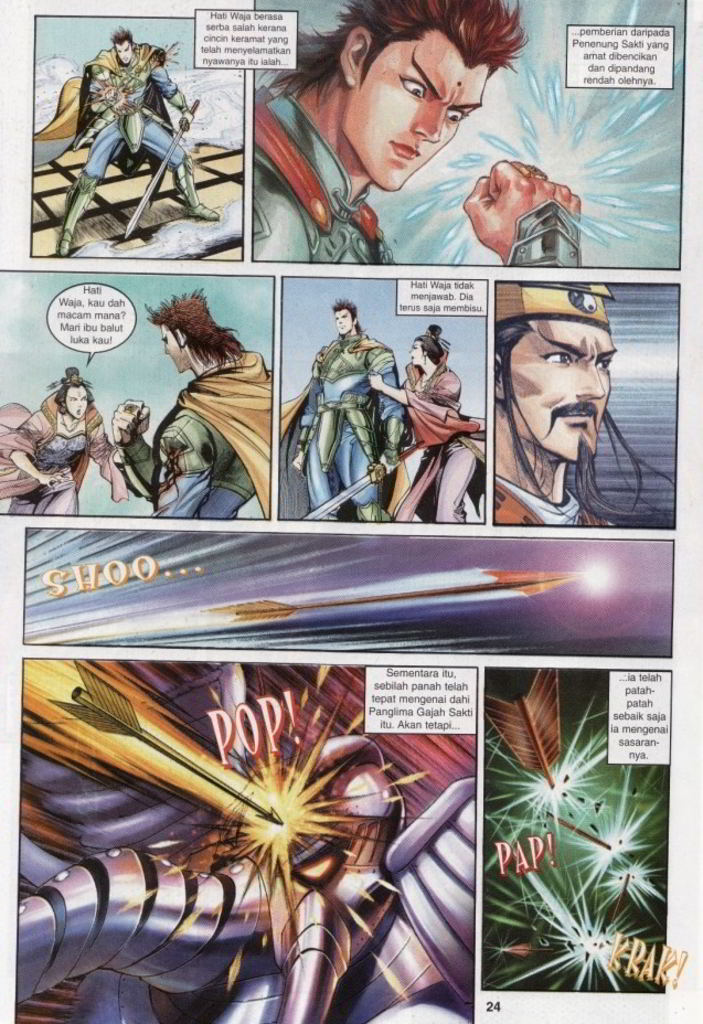 Hati Waja berasa
serba salah kerana
cincin keramat yang
telah menyelamatkan
nyawanya itu ialah...
...pemberian daripada
Penenung Sakti yang
amat dibencikan
dan dipandang
rendah olehnya.
Hati
Waja, kau dah
macam mana?
Mari ibu balut
luka kau!
Hati Waja tidak
menjawab. Dia
terus membisu.
SHOO...
Sementara itu,
sebilah panah telah
tepat mengenai dahi
Panglima Gajah Sakti
itu. Akan tetapi...
POP!
...ia telah
patah-
patah
sebaik saja
ia mengenai
sasaran-
nya.
PAP!
KRAK!
24